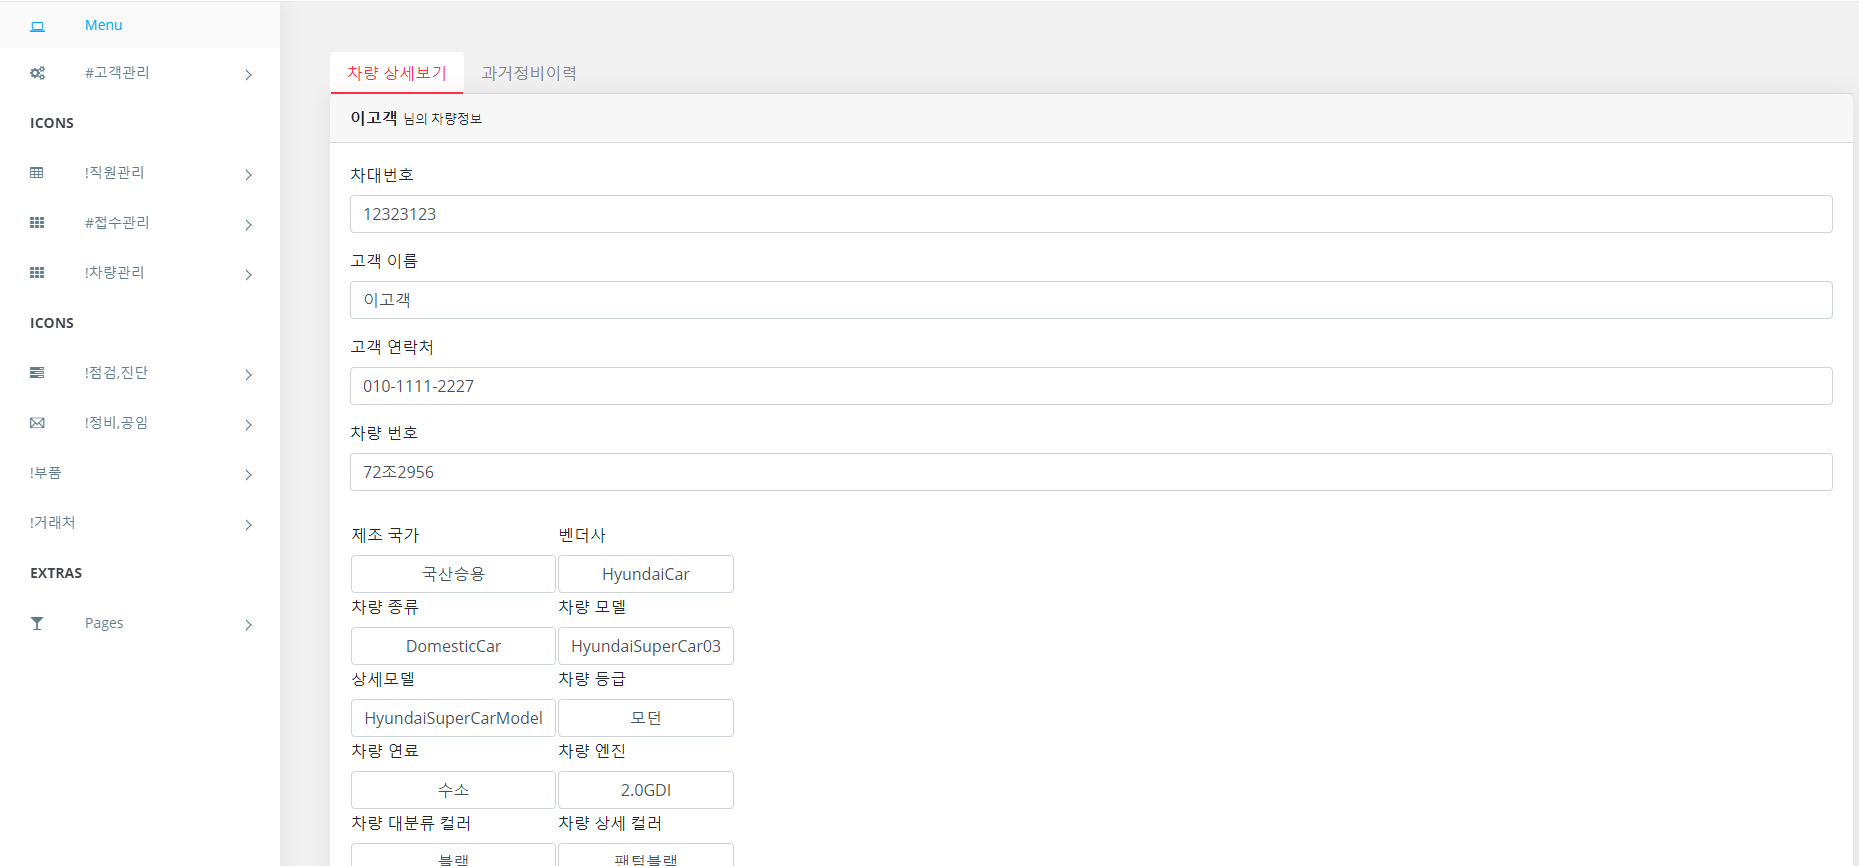 Menu
#고객관리
ICONS
!직원관리
#접수관리
!차량관리
ICONS
!점검,진단
!정비,공임
!부품
!거래처
EXTRAS
Pages
차량 상세보기 과거정비이력
이고객 님의 차량정보
차대번호
12323123
고객 이름
이고객
고객 연락처
010-1111-2227
차량 번호
72조2956
제조 국가 벤더사
국산승용 HyundaiCar
차량 종류 차량 모델
DomesticCar HyundaiSuperCar03
상세모델 차량 등급
HyundaiSuperCarModel 모던
차량 연료 차량 엔진
수소 2.0GDI
차량 대분류 컬러 차량 상세 컬러
블랙 팬텀블랙